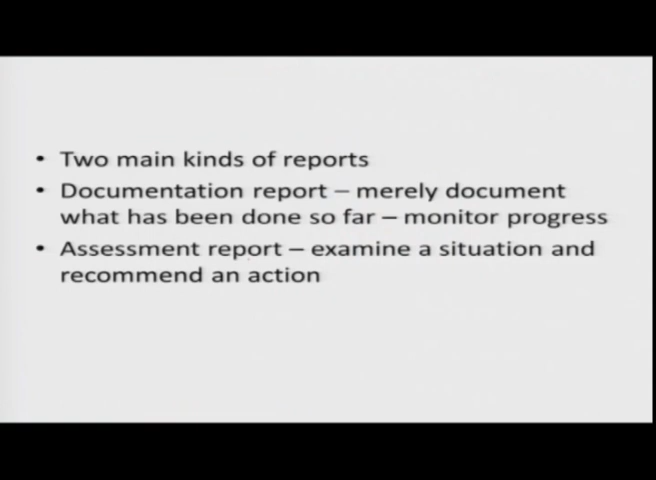 • Two main kinds of reports
• Documentation report – merely document
what has been done so far – monitor progress
• Assessment report – examine a situation and
recommend an action